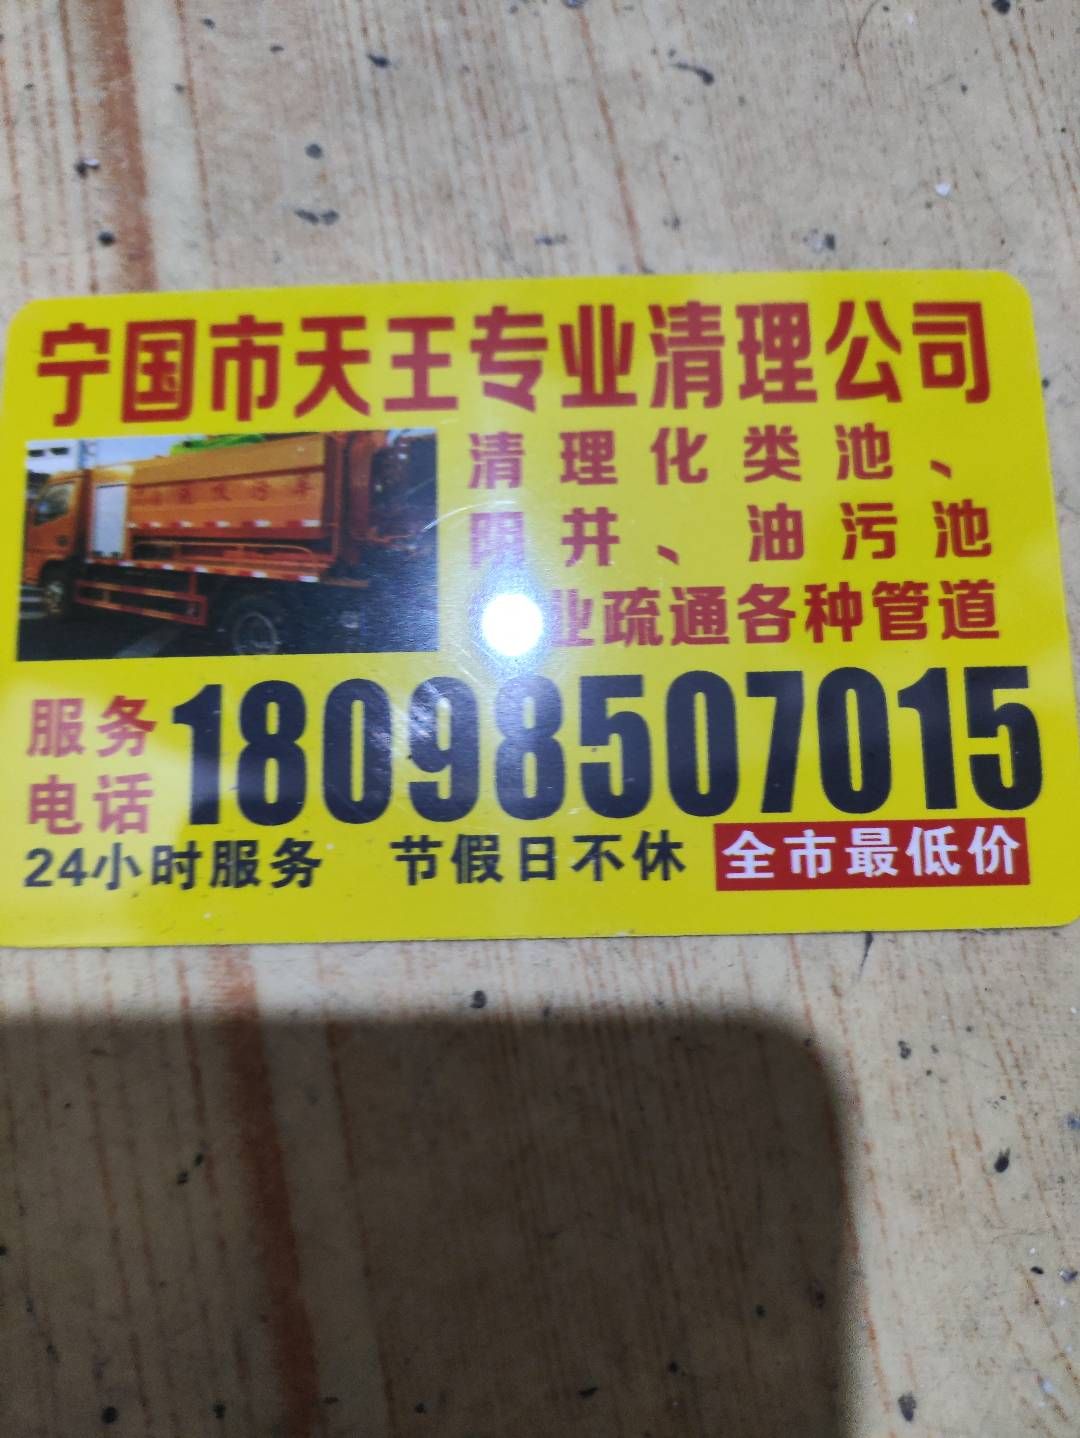 宁国市天王专业清理公司
清理化类池、
阴井、油污池
业疏通各种管道
服务
电话
18098507015
24小时服务 节假日不休 全市最低价